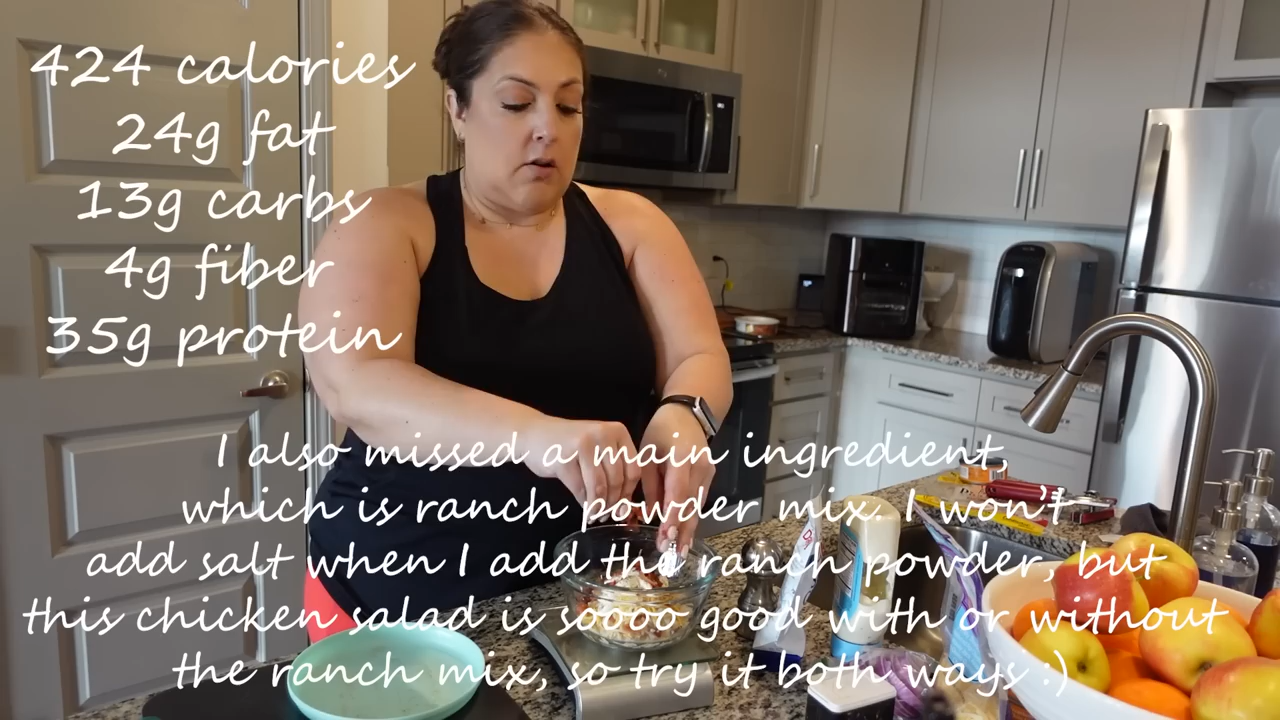 424 calories
24g fat
13g carbs
4g fiber
35g protein
I also missed a main ingredient,
which is ranch powder mix. I won't
add salt when I add the ranch powder, but
this chicken salad is soooo good with or without
the ranch mix, so try it both ways :)